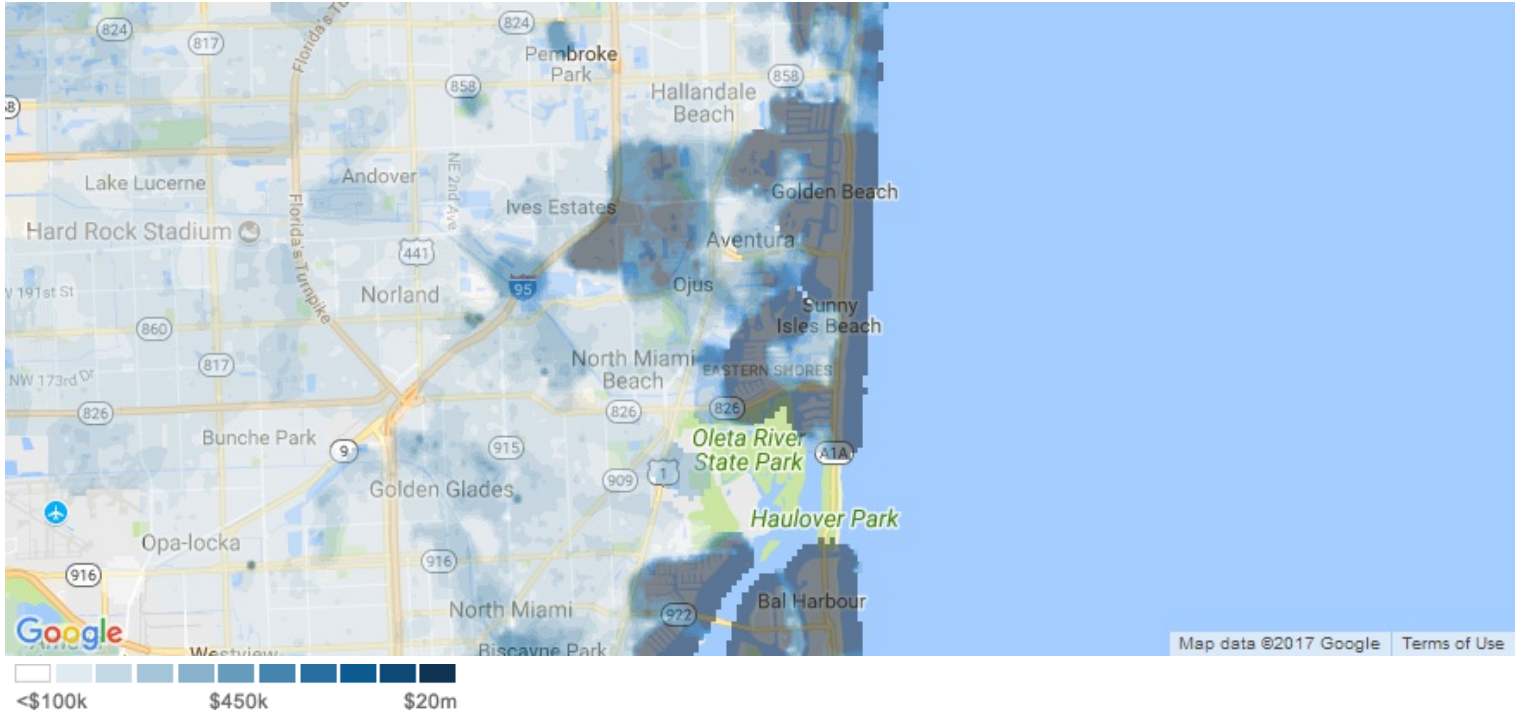 824
817
Florida's Tu
824
Pembroke
Park
858
858
Hallandale
Beach
58
Lake Lucerne
Andover
NE 2nd Ave
Ives Estates
Golden Beach
Hard Rock Stadium
Florida's Turnpike
441
Aventura
Ojus
95
V 191st St
Norland
Sunny
Isles Beach
860
817
North Miami
Beach
EASTERN SHORES
NW 173rd Dr
826
826
826
Bunche Park
9
915
Oleta River
State Park
A1A
Golden Glades
909
1
Haulover Park
Opa-locka
916
916
North Miami
922
Bal Harbour
Google
Westview
Biscayne Park
Map data ©2017 Google
Terms of Use
<$100k
$450k
$20m